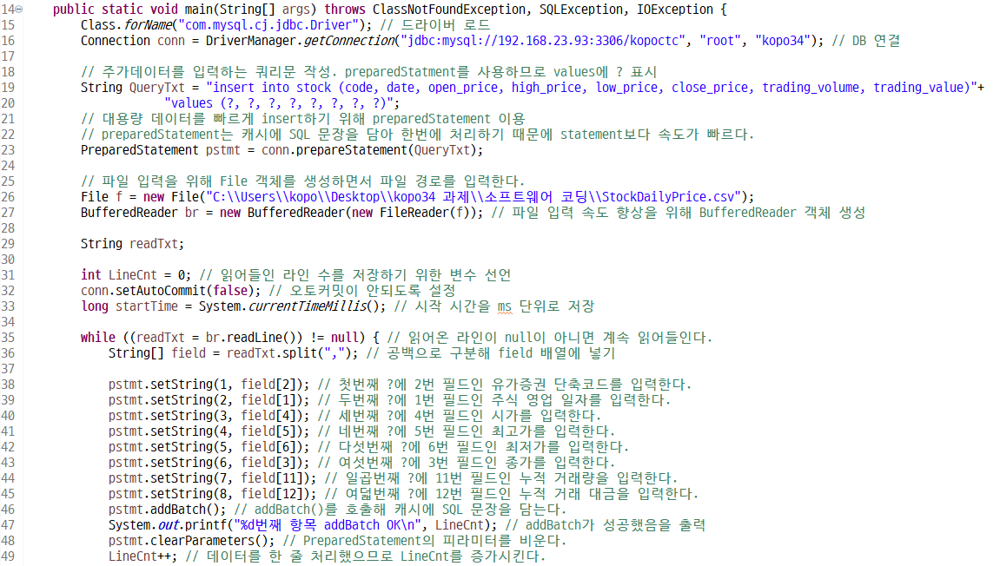 14 public static void main(String[] args) throws ClassNotFoundException, SQLException, IOException {
15 Class.forName("com.mysql.cj.jdbc.Driver"); // 드라이버 로드
16 Connection conn = DriverManager.getConnection("jdbc:mysql://192.168.23.93:3306/kopoctc", "root", "kopo34"); // DB 연결
17
18 // 주가데이터를 입력하는 쿼리문 작성. preparedStatment를 사용하므로 values에 ? 표시
19 String QueryTxt = "insert into stock (code, date, open_price, high_price, low_price, close_price, trading_volume, trading_value)"+
20 "values (?, ?, ?, ?, ?, ?, ?, ?)";
21 // 대용량 데이터를 빠르게 insert하기 위해 preparedStatement 이용
22 // preparedStatement는 캐시에 SQL 문장을 담아 한번에 처리하기 때문에 statement보다 속도가 빠르다.
23 PreparedStatement pstmt = conn.prepareStatement(QueryTxt);
24
25 // 파일 입력을 위해 File 객체를 생성하면서 파일 경로를 입력한다.
26 File f = new File("C:\\Users\\kopo\\Desktop\\kopo34 과제\\소프트웨어 코딩\\StockDailyPrice.csv");
27 BufferedReader br = new BufferedReader(new FileReader(f)); // 파일 입력 속도 향상을 위해 BufferedReader 객체 생성
28
29 String readTxt;
30
31 int LineCnt = 0; // 읽어들인 라인 수를 저장하기 위한 변수 선언
32 conn.setAutoCommit(false); // 오토커밋이 안되도록 설정
33 long startTime = System.currentTimeMillis(); // 시작 시간을 ms 단위로 저장
34
35 while ((readTxt = br.readLine()) != null) { // 읽어온 라인이 null이 아니면 계속 읽어들인다.
36 String[] field = readTxt.split(","); // 공백으로 구분해 field 배열에 넣기
37
38 pstmt.setString(1, field[2]); // 첫번째 ?에 2번 필드인 유가증권 단축코드를 입력한다.
39 pstmt.setString(2, field[1]); // 두번째 ?에 1번 필드인 주식 영업 일자를 입력한다.
40 pstmt.setString(3, field[4]); // 세번째 ?에 4번 필드인 시가를 입력한다.
41 pstmt.setString(4, field[5]); // 네번째 ?에 5번 필드인 최고가를 입력한다.
42 pstmt.setString(5, field[6]); // 다섯번째 ?에 6번 필드인 최저가를 입력한다.
43 pstmt.setString(6, field[3]); // 여섯번째 ?에 3번 필드인 종가를 입력한다.
44 pstmt.setString(7, field[11]); // 일곱번째 ?에 11번 필드인 누적 거래량을 입력한다.
45 pstmt.setString(8, field[12]); // 여덟번째 ?에 12번 필드인 누적 거래 대금을 입력한다.
46 pstmt.addBatch(); // addBatch()를 호출해 캐시에 SQL 문장을 담는다.
47 System.out.printf("%d번째 항목 addBatch OK\n", LineCnt); // addBatch가 성공했음을 출력
48 pstmt.clearParameters(); // PreparedStatement의 피라미터를 비운다.
49 LineCnt++; // 데이터를 한 줄 처리했으므로 LineCnt를 증가시킨다.